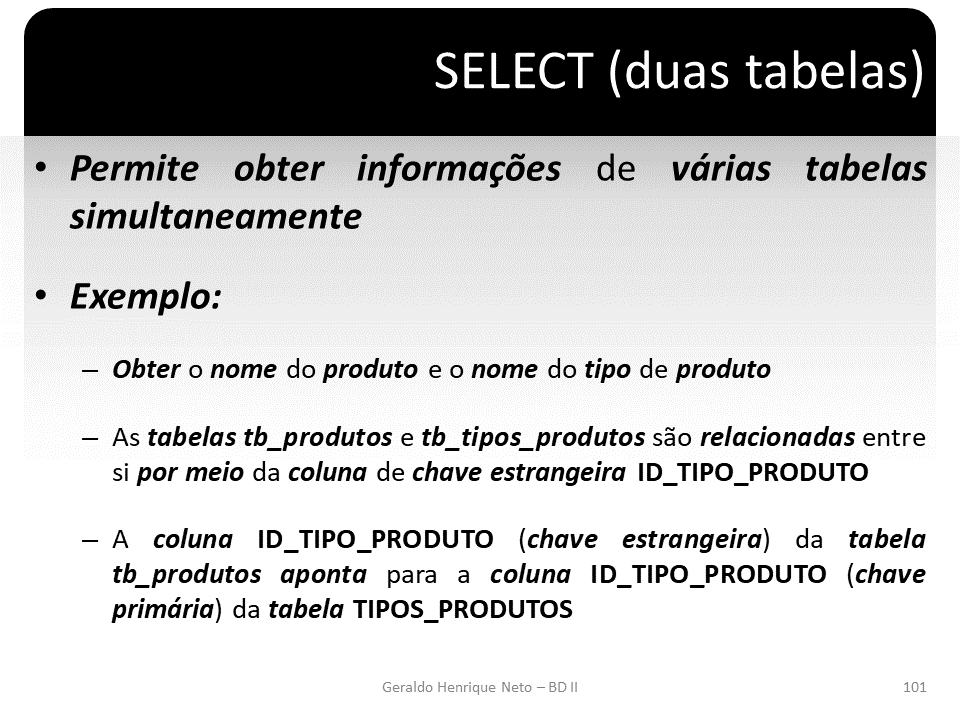 SELECT (duas tabelas)
• Permite obter informações de várias tabelas
simultaneamente
• Exemplo:
– Obter o nome do produto e o nome do tipo de produto
– As tabelas tb_produtos e tb_tipos_produtos são relacionadas entre
si por meio da coluna de chave estrangeira ID_TIPO_PRODUTO
– A coluna ID_TIPO_PRODUTO (chave estrangeira) da tabela
tb_produtos aponta para a coluna ID_TIPO_PRODUTO (chave
primária) da tabela TIPOS_PRODUTOS
Geraldo Henrique Neto – BD II
101